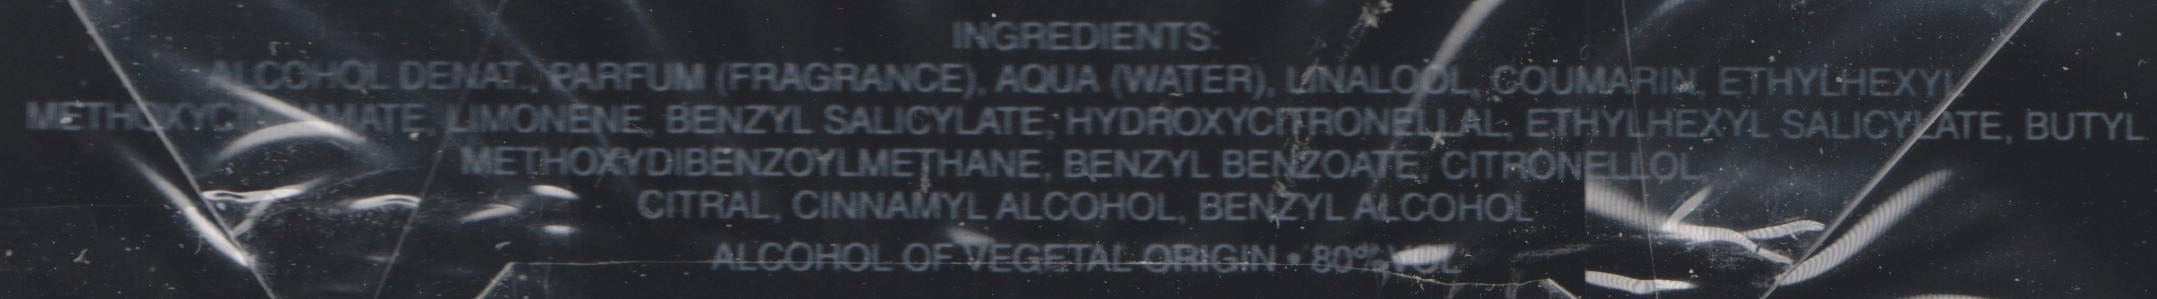 INGREDIENTS:
ALCOHOL DENAT., PARFUM (FRAGRANCE), AQUA (WATER), LINALOOL, COUMARIN, ETHYLHEXYL
METHOXYCINNAMATE, LIMONENE, BENZYL SALICYLATE, HYDROXYCITRONELLAL, ETHYLHEXYL SALICYLATE, BUTYL
METHOXYDIBENZOYLMETHANE, BENZYL BENZOATE, CITRONELLOL,
CITRAL, CINNAMYL ALCOHOL, BENZYL ALCOHOL
ALCOHOL OF VEGETAL ORIGIN • 80% VOL